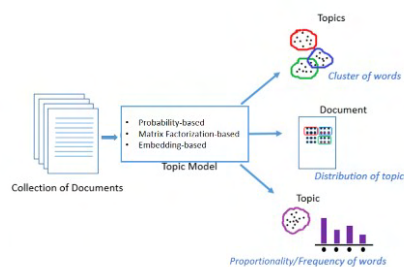 Topics
Cluster of words
• Probability-based
• Matrix Factorization-based
• Embedding-based
Topic Model
Collection of Documents
Document
Distribution of topic
Topic
Proportionality/Frequency of words